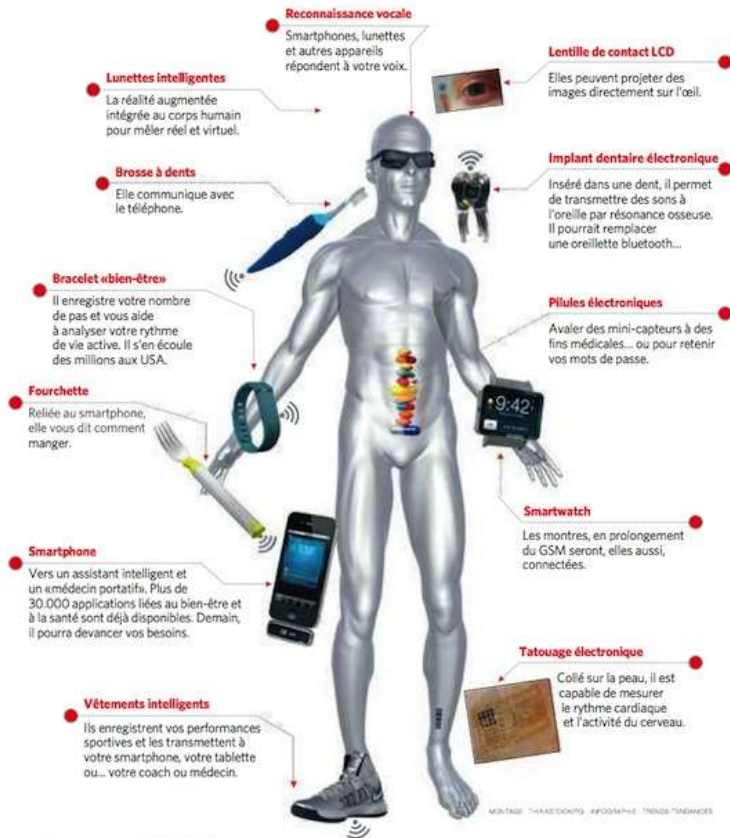 Reconnaissance vocale
Smartphones, lunettes
et autres appareils
répondent à votre voix.
Lentille de contact LCD
Elles peuvent projeter des
images directement sur l'œil.
Lunettes intelligentes
La réalité augmentée
intégrée au corps humain
pour mêler réel et virtuel.
Brosse à dents
Elle communique avec
le téléphone.
Implant dentaire électronique
Inséré dans une dent, il permet
de transmettre des sons à
l'oreille par résonance osseuse.
Il pourrait remplacer
une oreillette bluetooth...
Bracelet «bien-être»
Il enregistre votre nombre
de pas et vous aide
à analyser votre rythme
de vie active. Il s'en écoule
des millions aux USA.
Pilules électroniques
Avaler des mini-capteurs à des
fins médicales... ou pour retenir
vos mots de passe.
9:42
Fourchette
Reliée au smartphone,
elle vous dit comment
manger.
Smartwatch
Les montres, en prolongement
du GSM seront, elles aussi,
connectées.
Smartphone
Vers un assistant intelligent et
un «médecin portatif». Plus de
30.000 applications liées au bien-être et
à la santé sont déjà disponibles. Demain,
il pourra devancer vos besoins.
Tatouage électronique
Collé sur la peau, il est
capable de mesurer
le rythme cardiaque
et l'activité du cerveau.
Vêtements intelligents
Ils enregistrent vos performances
sportives et les transmettent à
votre smartphone, votre tablette
ou... votre coach ou médecin.
MONTAGE : THINKSTOCK/PG - INFOGRAPHIE : TRENDS TENDANCES